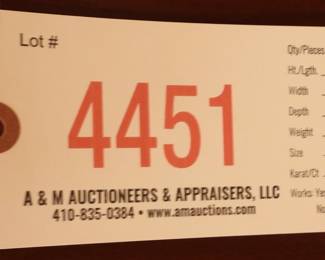 Lot #
4451
A & M AUCTIONEERS & APPRAISERS, LLC
410-835-0384 • www.amauctions.com
Qty/Pieces
Ht./Lgth.
Width
Depth
Weight
Size
Karat/Ct
Works: Yes
No